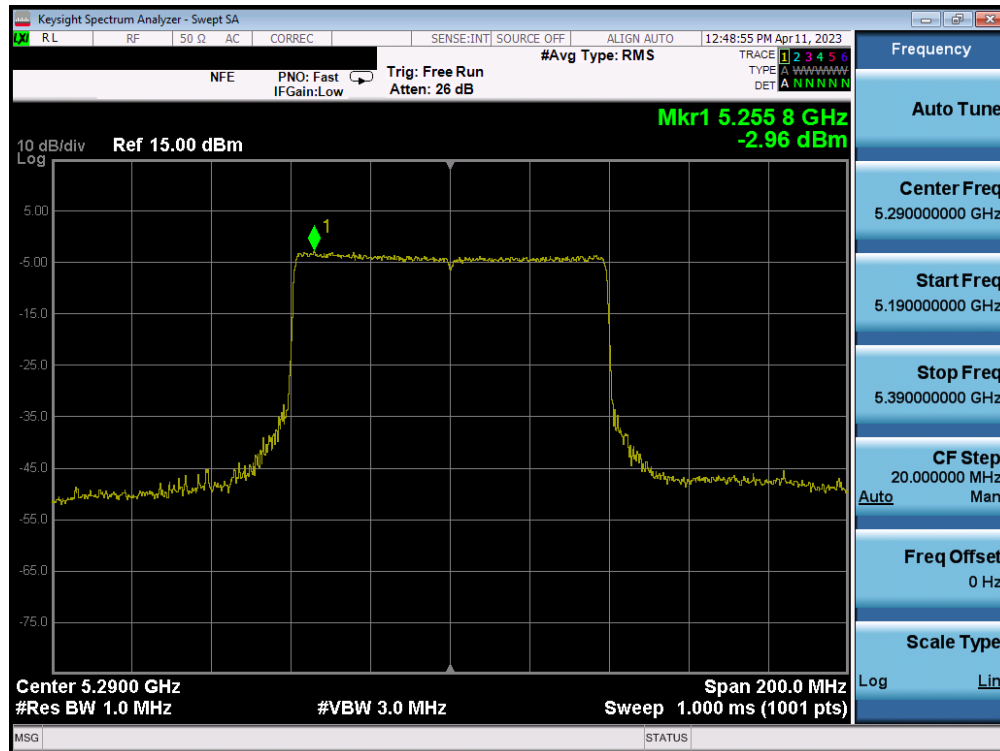 Keysight Spectrum Analyzer - Swept SA
LXI RL RF 50 Ω AC CORREC SENSE:INT SOURCE OFF ALIGN AUTO 12:48:55 PM Apr 11, 2023
#Avg Type: RMS
TRACE 1 2 3 4 5 6
NFE PNO: Fast Trig: Free Run TYPE A WWWWW
IFGain:Low Atten: 26 dB DET A N N N N N
Mkr1 5.255 8 GHz
-2.96 dBm
10 dB/div Ref 15.00 dBm
Log
1
5.00
-5.00
-15.0
-25.0
-35.0
-45.0
-55.0
-65.0
-75.0
Center 5.2900 GHz Span 200.0 MHz
#Res BW 1.0 MHz #VBW 3.0 MHz Sweep 1.000 ms (1001 pts)
MSG STATUS
Frequency
Auto Tune
Center Freq
5.290000000 GHz
Start Freq
5.190000000 GHz
Stop Freq
5.390000000 GHz
CF Step
20.000000 MHz
Auto Man
Freq Offset
0 Hz
Scale Type
Log Lin